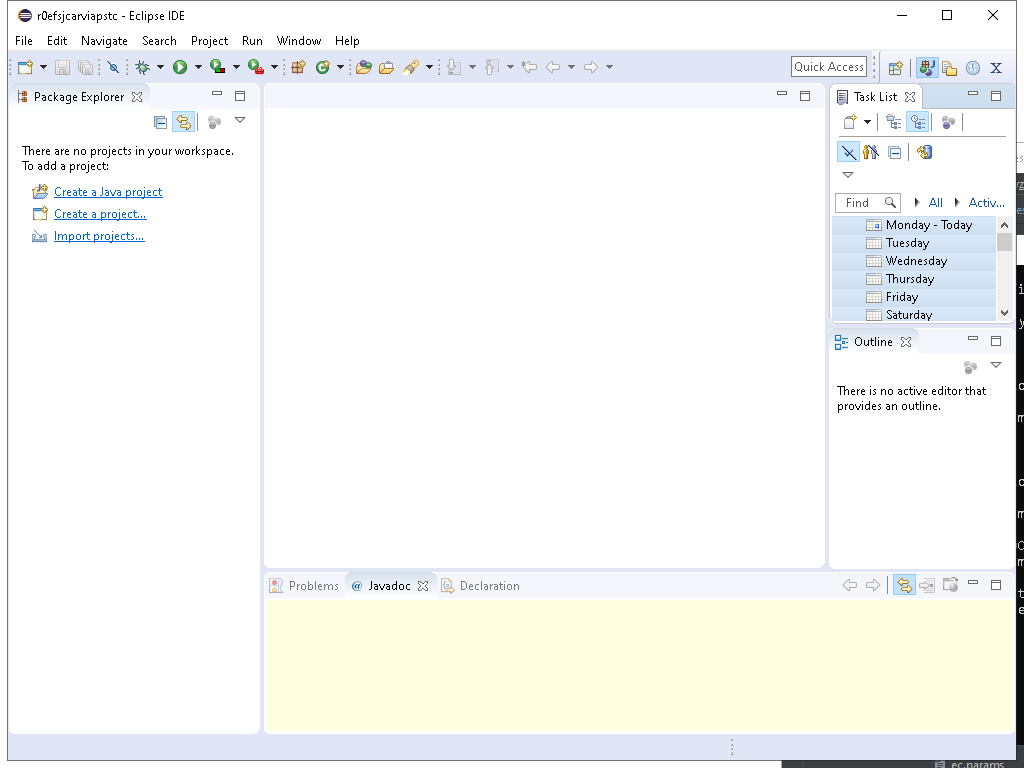 r0efsjcarviapstc - Eclipse IDE
File Edit Navigate Search Project Run Window Help
Quick Access
Package Explorer
There are no projects in your workspace.
To add a project:
Create a Java project
Create a project...
Import projects...
Task List
Find All Activ...
Monday - Today
Tuesday
Wednesday
Thursday
Friday
Saturday
Outline
There is no active editor that
provides an outline.
Problems @ Javadoc Declaration
ec.params